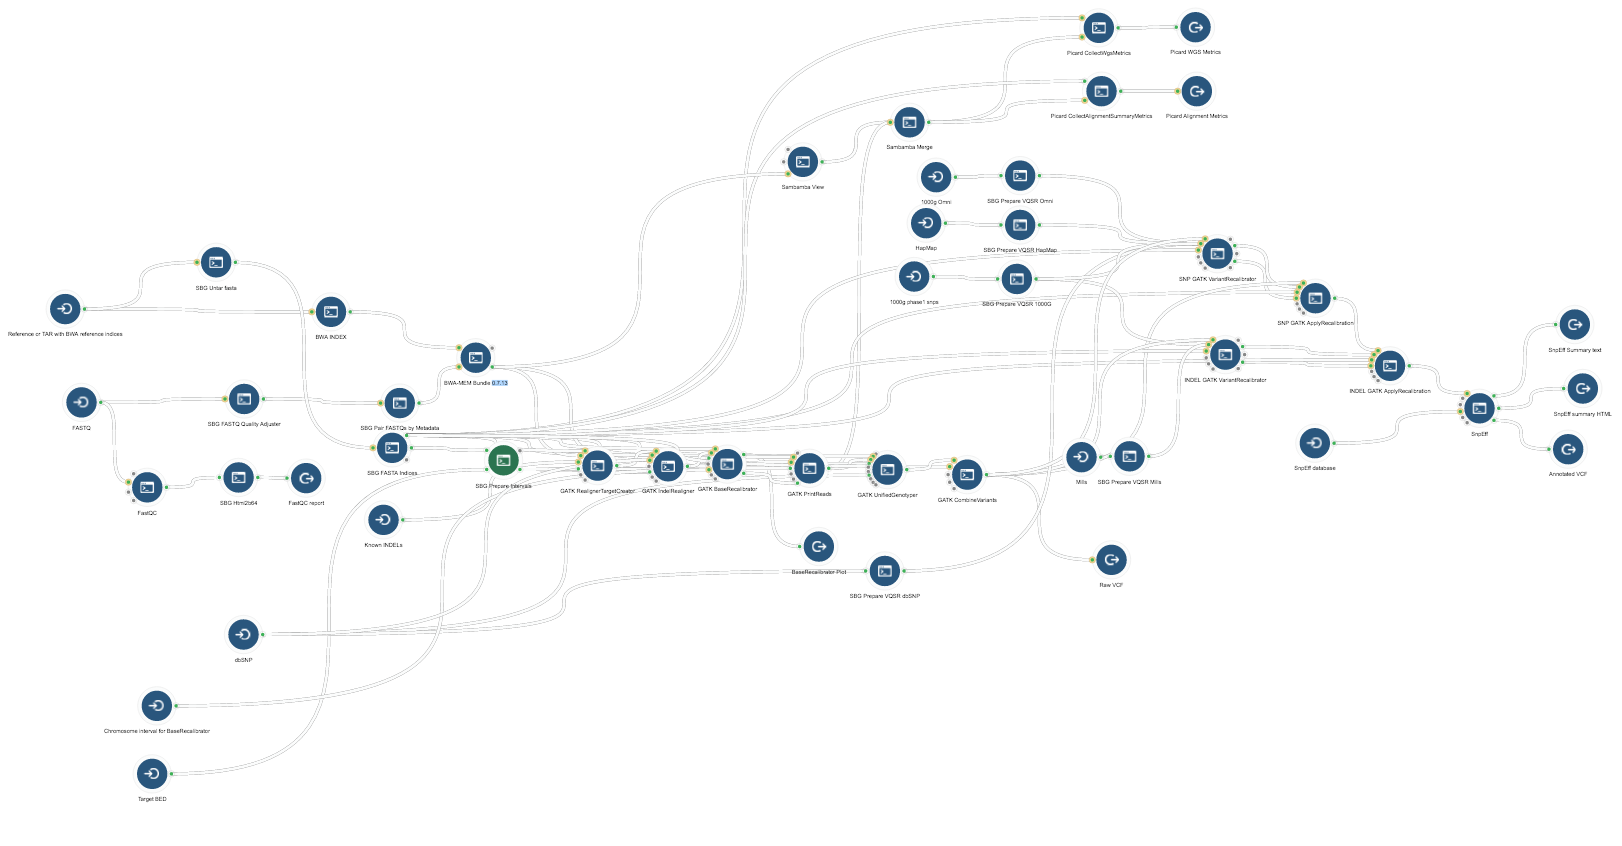 Picard CollectWgsMetrics
Picard WGS Metrics
Picard CollectAlignmentSummaryMetrics
Picard Alignment Metrics
Sambamba Merge
Sambamba View
1000g Omni
SBG Prepare VQSR Omni
HapMap
SBG Prepare VQSR HapMap
SNP GATK VariantRecalibrator
SBG Untar fasta
1000g phase1 snps
SBG Prepare VQSR 1000G
SNP GATK ApplyRecalibration
Reference or TAR with BWA reference indices
BWA INDEX
SnpEff Summary text
BWA-MEM Bundle 0.7.13
INDEL GATK VariantRecalibrator
INDEL GATK ApplyRecalibration
SnpEff summary HTML
FASTQ
SBG FASTQ Quality Adjuster
SBG Pair FASTQs by Metadata
SnpEff
SnpEff database
Annotated VCF
SBG FASTA Indices
SBG Prepare Intervals
GATK RealignerTargetCreator
GATK IndelRealigner
GATK BaseRecalibrator
GATK PrintReads
GATK UnifiedGenotyper
GATK CombineVariants
Mills
SBG Prepare VQSR Mills
FastQC
SBG Html2b64
FastQC report
Known INDELs
BaseRecalibrator Plot
SBG Prepare VQSR dbSNP
Raw VCF
dbSNP
Chromosome interval for BaseRecalibrator
Target BED